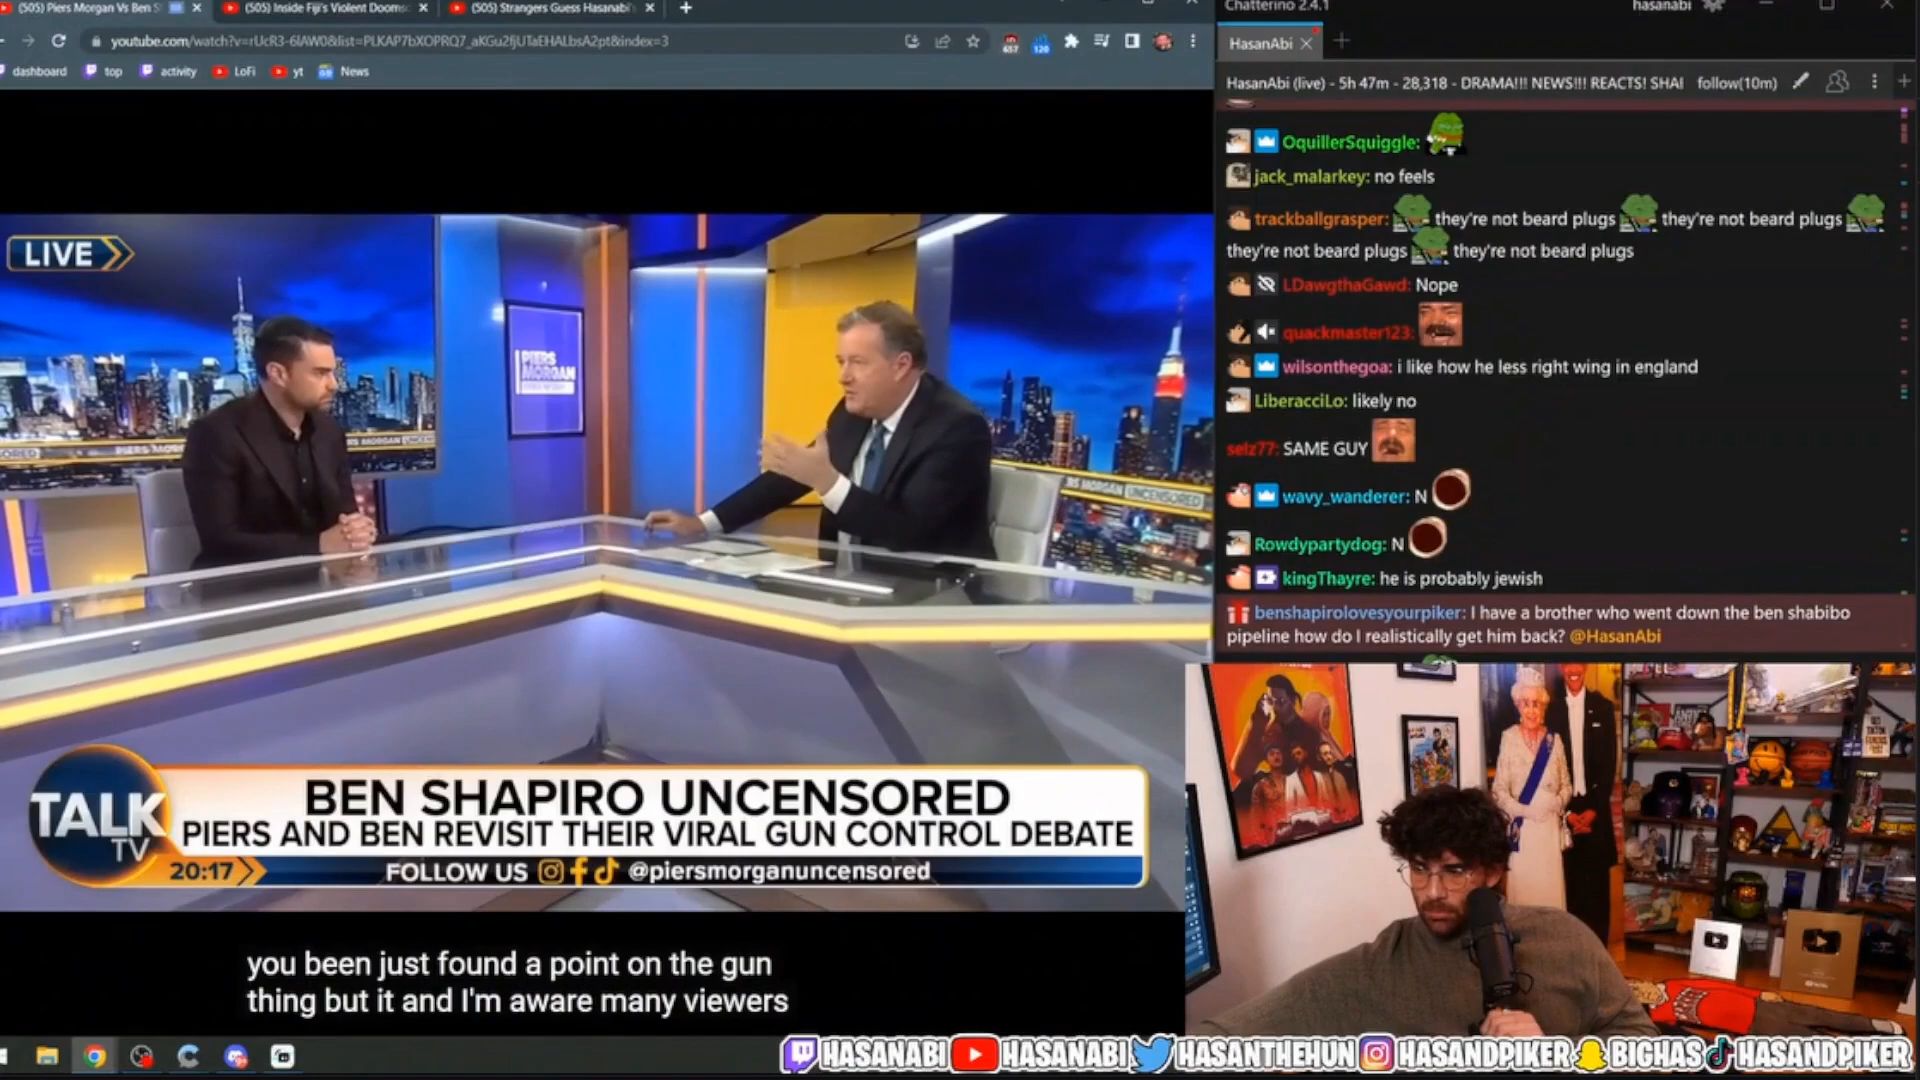 (505) Piers Morgan Vs Ben S
(505) Inside Fiji's Violent Dooms
(505) Strangers Guess Hasanabi's
youtube.com/watch?v=rUcR3-6lAW0&list=PLKAP7bXOPRQ7_aKGu2fjUTaEHALbsA2pt&index=3
657
120
dashboard
top
activity
LoFi
yt
News
LIVE
PIERS
MORGAN
PIERS MORGAN
RS MORGAN UNCENSORED
TALK
TV
BEN SHAPIRO UNCENSORED
PIERS AND BEN REVISIT THEIR VIRAL GUN CONTROL DEBATE
20:17
FOLLOW US @piersmorganuncensored
you been just found a point on the gun
thing but it and I'm aware many viewers
Chatterino 2.4.1
hasanabi
HasanAbi
HasanAbi (live) - 5h 47m - 28,318 - DRAMA!!! NEWS!!! REACTS! SHAI
follow(10m)
OquillerSquiggle:
jack_malarkey: no feels
trackballgrasper: they're not beard plugs they're not beard plugs
they're not beard plugs they're not beard plugs
LDawgthaGawd: Nope
quackmaster123:
wilsonthegoa: i like how he less right wing in england
LiberacciLo: likely no
selz77: SAME GUY
wavy_wanderer: N
Rowdypartydog: N
kingThayre: he is probably jewish
benshapirolovesyourpiker: I have a brother who went down the ben shabibo
pipeline how do I realistically get him back? @HasanAbi
HASANABI HASANABI HASANTHEHUN HASANDPIKER BIGHAS HASANDPIKER